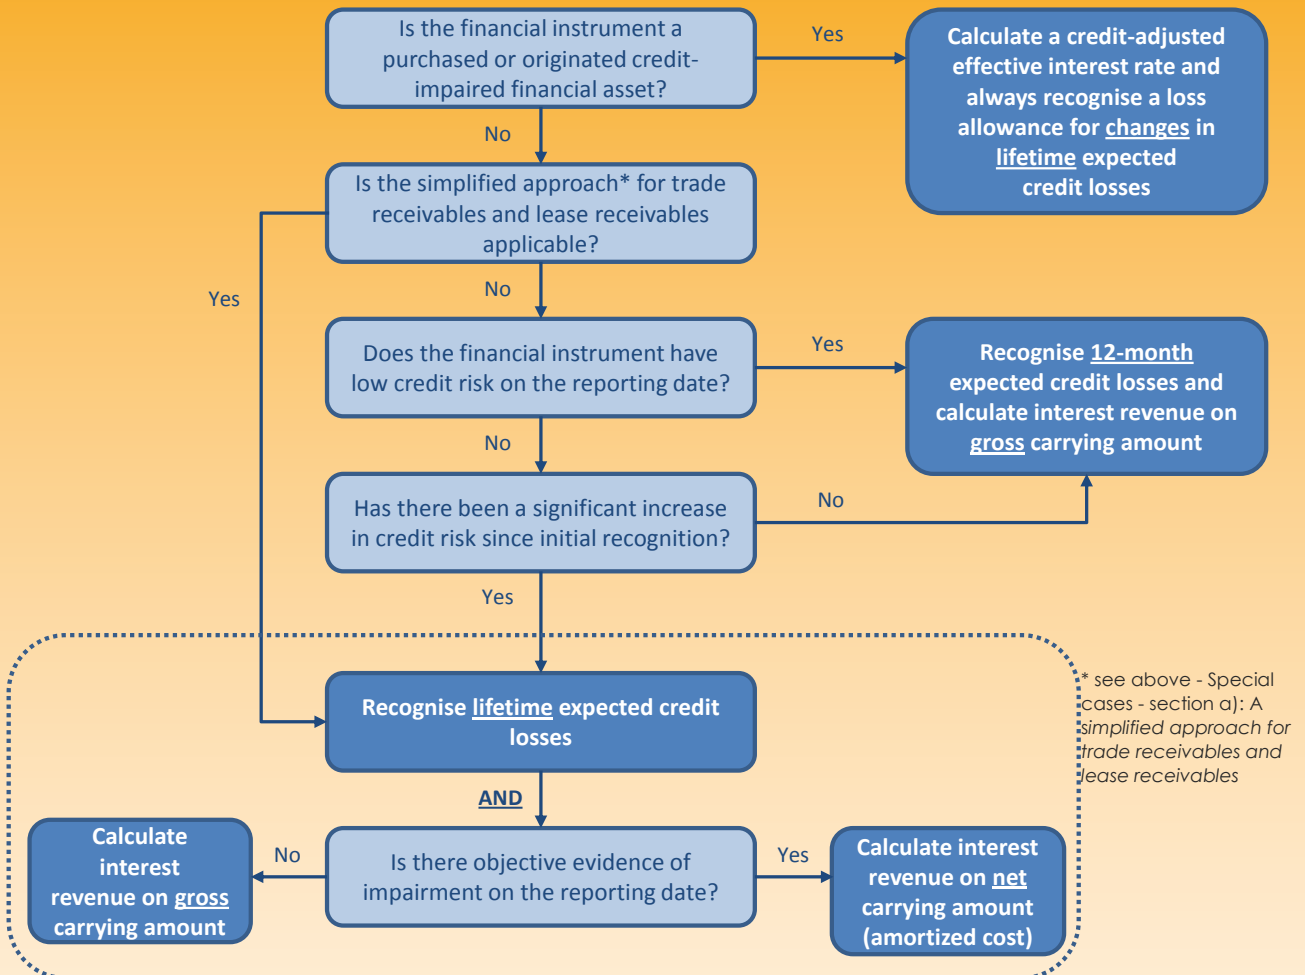 Is the financial instrument a
purchased or originated credit-
impaired financial asset?
Yes
Calculate a credit-adjusted
effective interest rate and
always recognise a loss
allowance for changes in
lifetime expected
credit losses
No
Is the simplified approach* for trade
receivables and lease receivables
applicable?
Yes
No
Does the financial instrument have
low credit risk on the reporting date?
Yes
Recognise 12-month
expected credit losses and
calculate interest revenue on
gross carrying amount
No
Has there been a significant increase
in credit risk since initial recognition?
No
Yes
Recognise lifetime expected credit
losses
* see above - Special
cases - section a): A
simplified approach for
trade receivables and
lease receivables
AND
Is there objective evidence of
impairment on the reporting date?
No
Calculate
interest
revenue on gross
carrying amount
Yes
Calculate interest
revenue on net
carrying amount
(amortized cost)